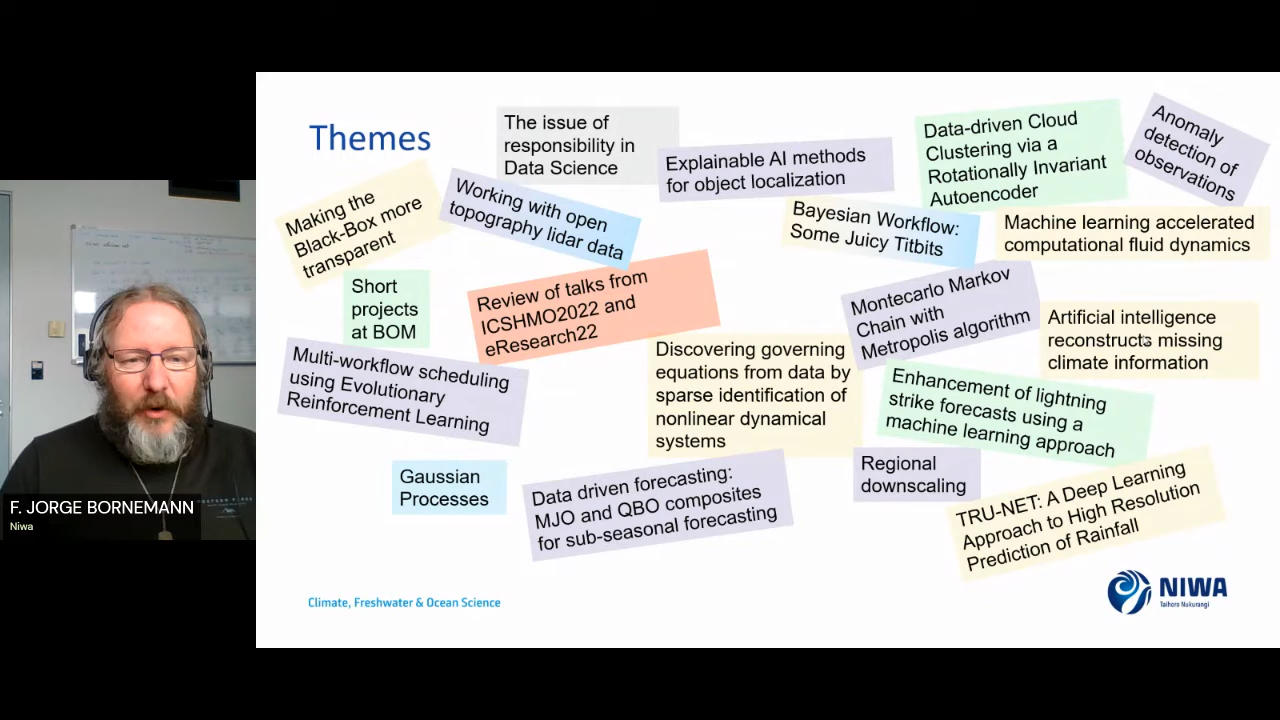 Themes
The issue of
responsibility in
Data Science
Explainable AI methods
for object localization
Data-driven Cloud
Clustering via a
Rotationally Invariant
Autoencoder
Anomaly
detection of
observations
Making the
Black-Box more
transparent
Working with open
topography lidar data
Bayesian Workflow:
Some Juicy Titbits
Machine learning accelerated
computational fluid dynamics
Short
projects
at BOM
Review of talks from
ICSHMO2022 and
eResearch22
Montecarlo Markov
Chain with
Metropolis algorithm
Artificial intelligence
reconstructs missing
climate information
Multi-workflow scheduling
using Evolutionary
Reinforcement Learning
Discovering governing
equations from data by
sparse identification of
nonlinear dynamical
systems
Enhancement of lightning
strike forecasts using a
machine learning approach
Gaussian
Processes
Data driven forecasting:
MJO and QBO composites
for sub-seasonal forecasting
Regional
downscaling
TRU-NET: A Deep Learning
Approach to High Resolution
Prediction of Rainfall
F. JORGE BORNEMANN
Niwa
Climate, Freshwater & Ocean Science
NIWA
Taihoro Nukurangi